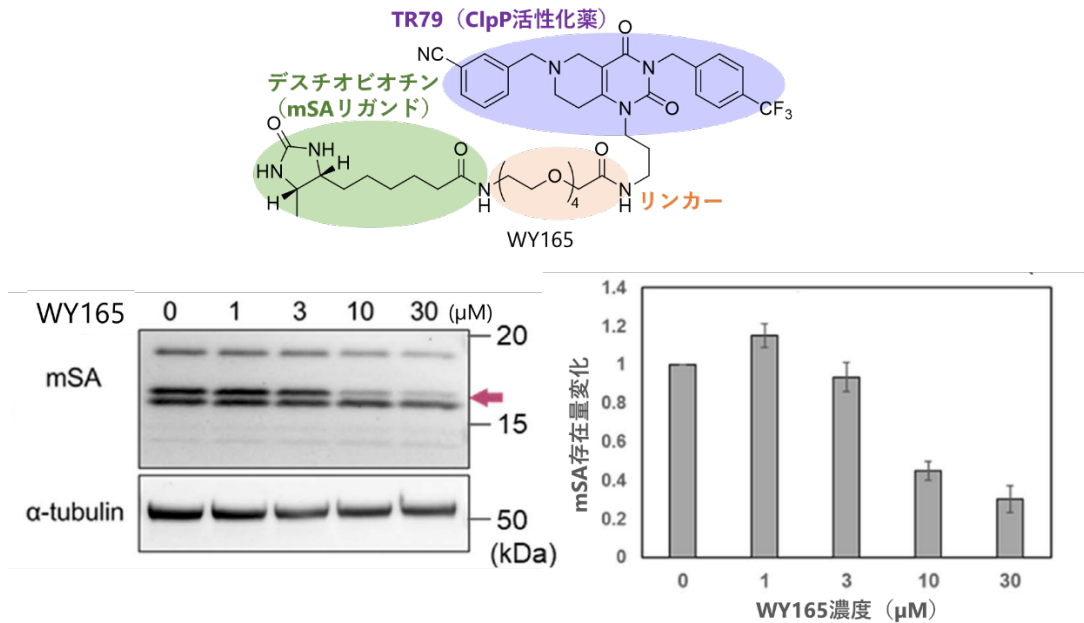 TR79（ClpP活性化薬）
デスチオビオチン
（mSAリガンド）
NC
O
N
N
O
N
CF3
O
NH
HN
H
H
O
N
H
O
4
O
N
H
リンカー
WY165
WY165 0 1 3 10 30 (μM)
mSA
20
15
α-tubulin
50
(kDa)
mSA存在量変化
1.4
1.2
1
0.8
0.6
0.4
0.2
0
0 1 3 10 30
WY165濃度（μM）